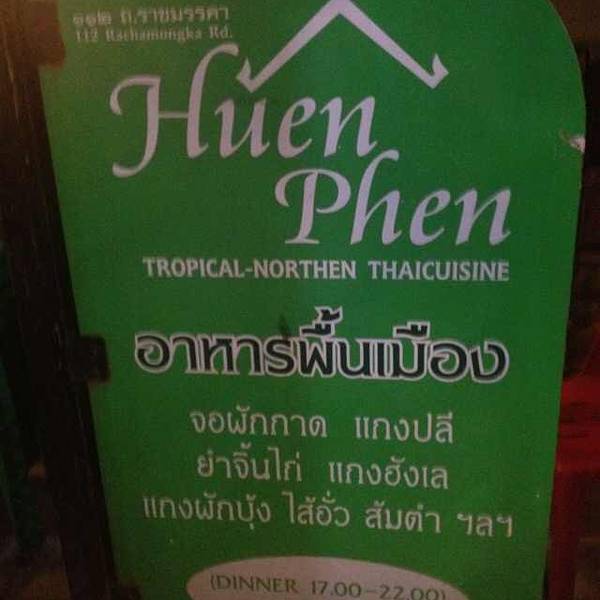 ๑๑๒ ถ.ราชมรรคา
112 Rachamongka Rd.
Huen
Phen
TROPICAL-NORTHEN THAICUISINE
อาหารพื้นเมือง
จอผักกาด แกงปลี
ยำจิ้นไก่ แกงฮังเล
แกงผักบุ้ง ไส้อั่ว ส้มตำ ฯลฯ
(DINNER 17.00-22.00)